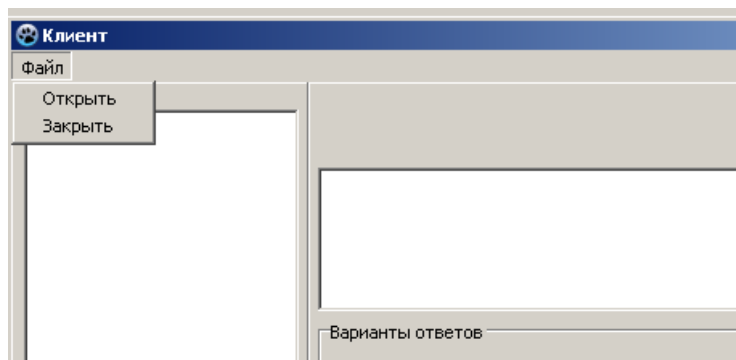 Клиент
Файл
Открыть
Закрыть
Варианты ответов